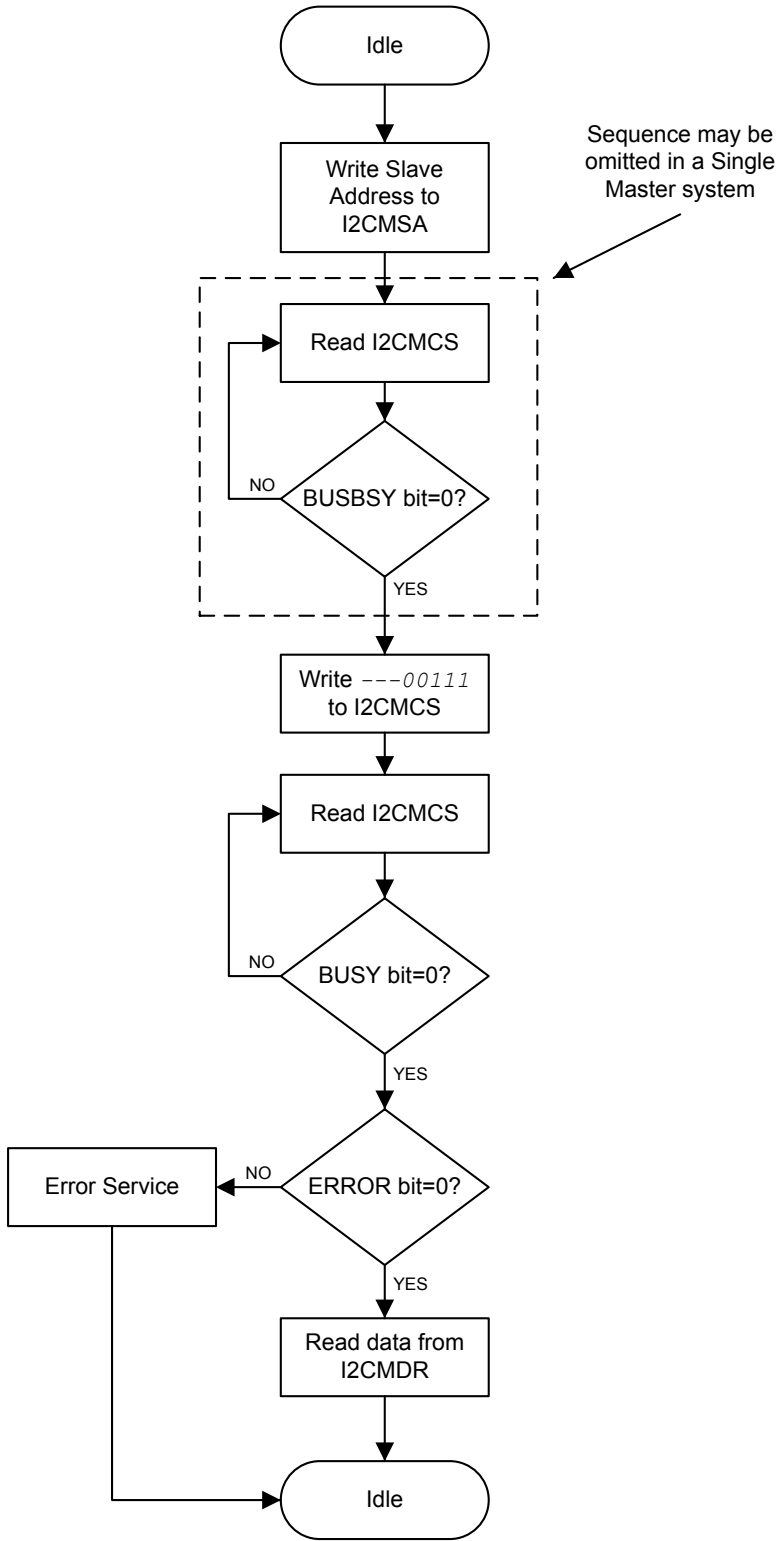 Idle
Sequence may be
omitted in a Single
Master system
Write Slave
Address to
I2CMSA
Read I2CMCS
NO
BUSBSY bit=0?
YES
Write ---00111
to I2CMCS
Read I2CMCS
NO
BUSY bit=0?
YES
Error Service
NO
ERROR bit=0?
YES
Read data from
I2CMDR
Idle